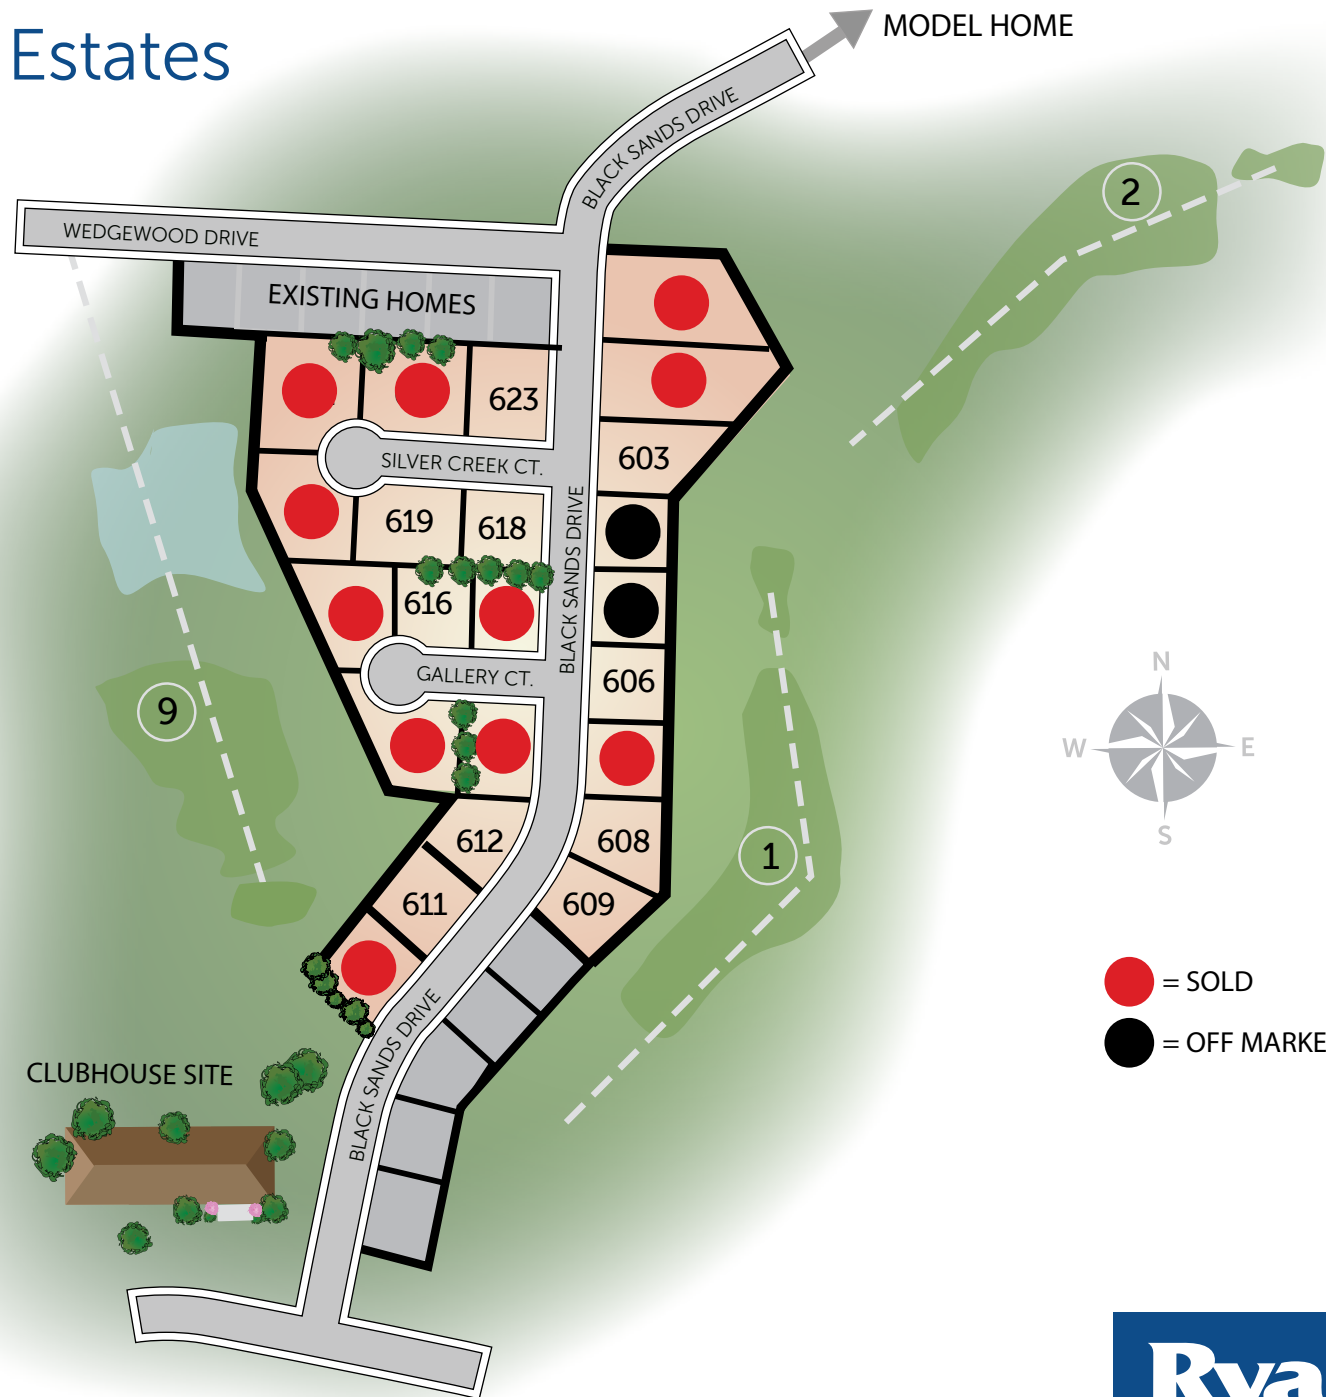 Estates
MODEL HOME
BLACK SANDS DRIVE
WEDGEWOOD DRIVE
2
EXISTING HOMES
623
603
SILVER CREEK CT.
619
618
BLACK SANDS DRIVE
616
GALLERY CT.
606
9
N
W
E
S
612
608
1
611
609
= SOLD
BLACK SANDS DRIVE
= OFF MARKE
CLUBHOUSE SITE
Rya